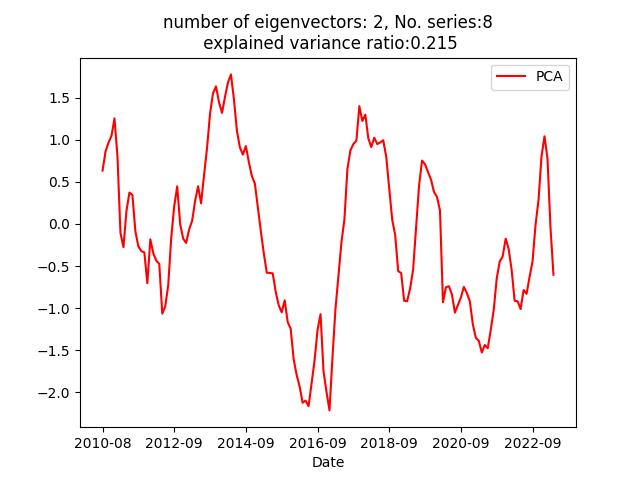 number of eigenvectors: 2, No. series:8
explained variance ratio:0.215
PCA
1.5
1.0
0.5
0.0
−0.5
−1.0
−1.5
−2.0
2010-08 2012-09 2014-09 2016-09 2018-09 2020-09 2022-09
Date